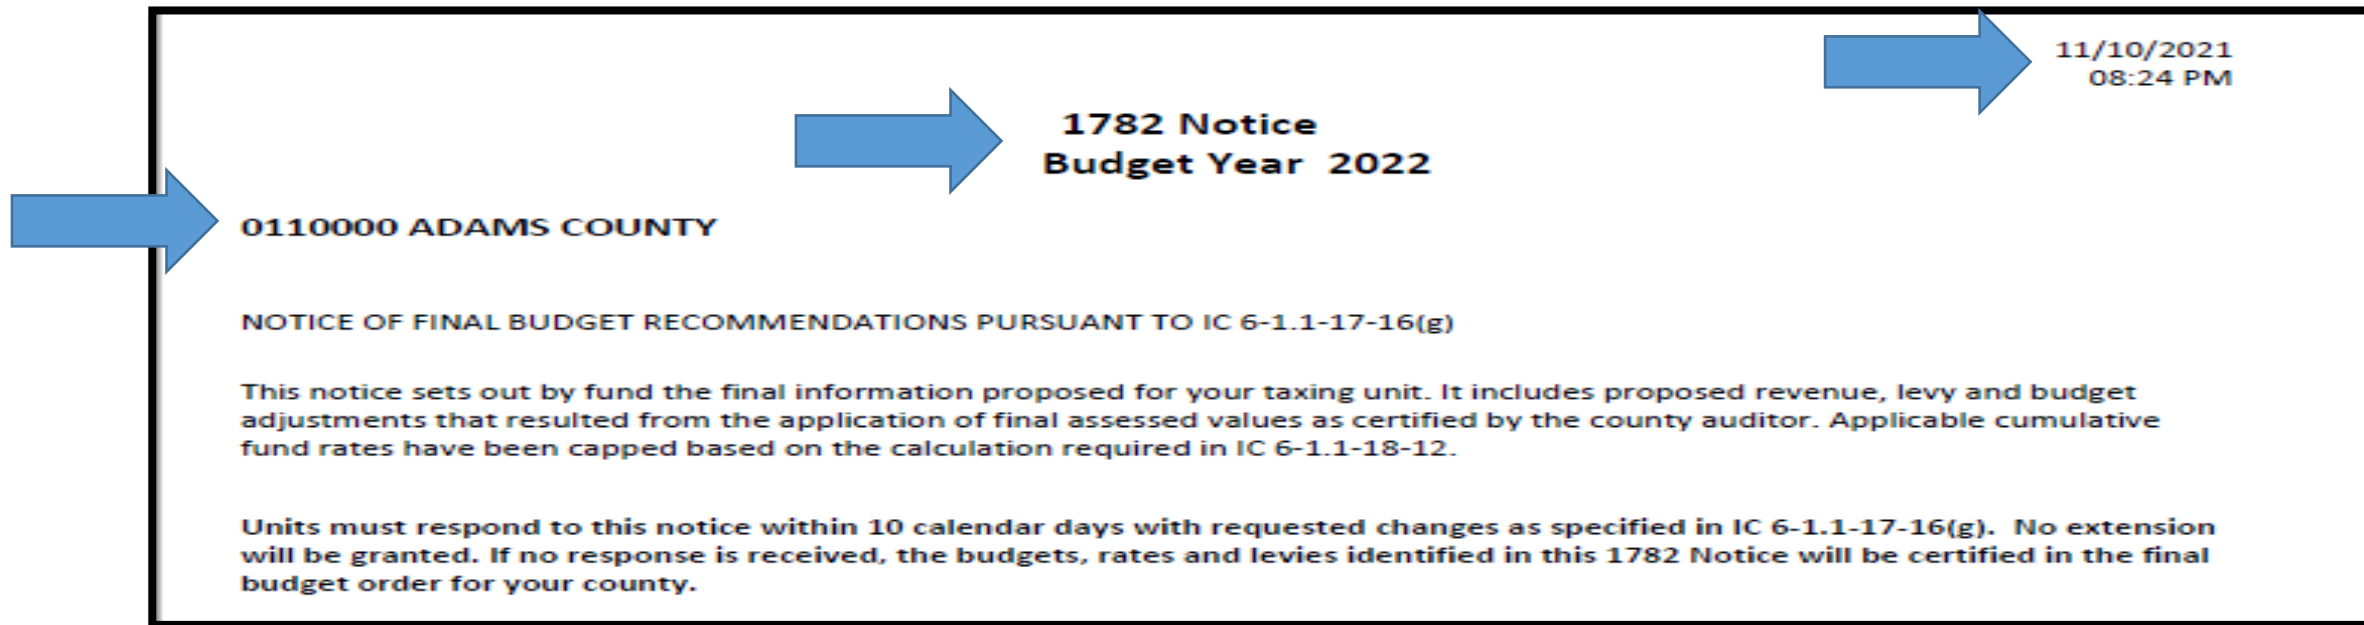 11/10/2021
08:24 PM
1782 Notice
Budget Year 2022
0110000 ADAMS COUNTY
NOTICE OF FINAL BUDGET RECOMMENDATIONS PURSUANT TO IC 6-1.1-17-16(g)
This notice sets out by fund the final information proposed for your taxing unit. It includes proposed revenue, levy and budget
adjustments that resulted from the application of final assessed values as certified by the county auditor. Applicable cumulative
fund rates have been capped based on the calculation required in IC 6-1.1-18-12.
Units must respond to this notice within 10 calendar days with requested changes as specified in IC 6-1.1-17-16(g). No extension
will be granted. If no response is received, the budgets, rates and levies identified in this 1782 Notice will be certified in the final
budget order for your county.